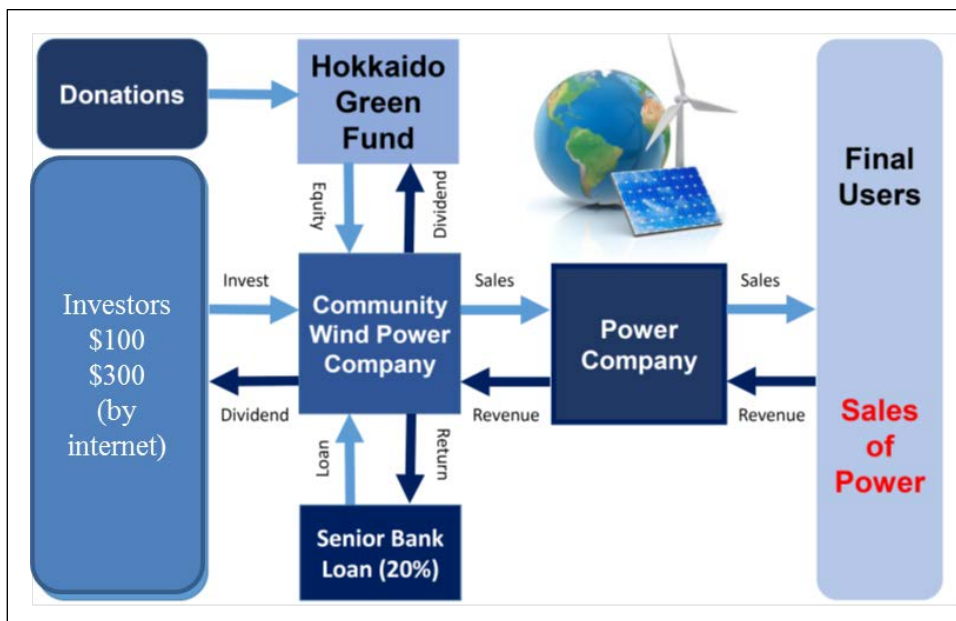 Donations
Hokkaido
Green
Fund
Equity
Dividend
Investors
$100
$300
(by
internet)
Invest
Dividend
Community
Wind Power
Company
Sales
Revenue
Power
Company
Sales
Revenue
Final
Users
Sales
of
Power
Loan
Return
Senior Bank
Loan (20%)